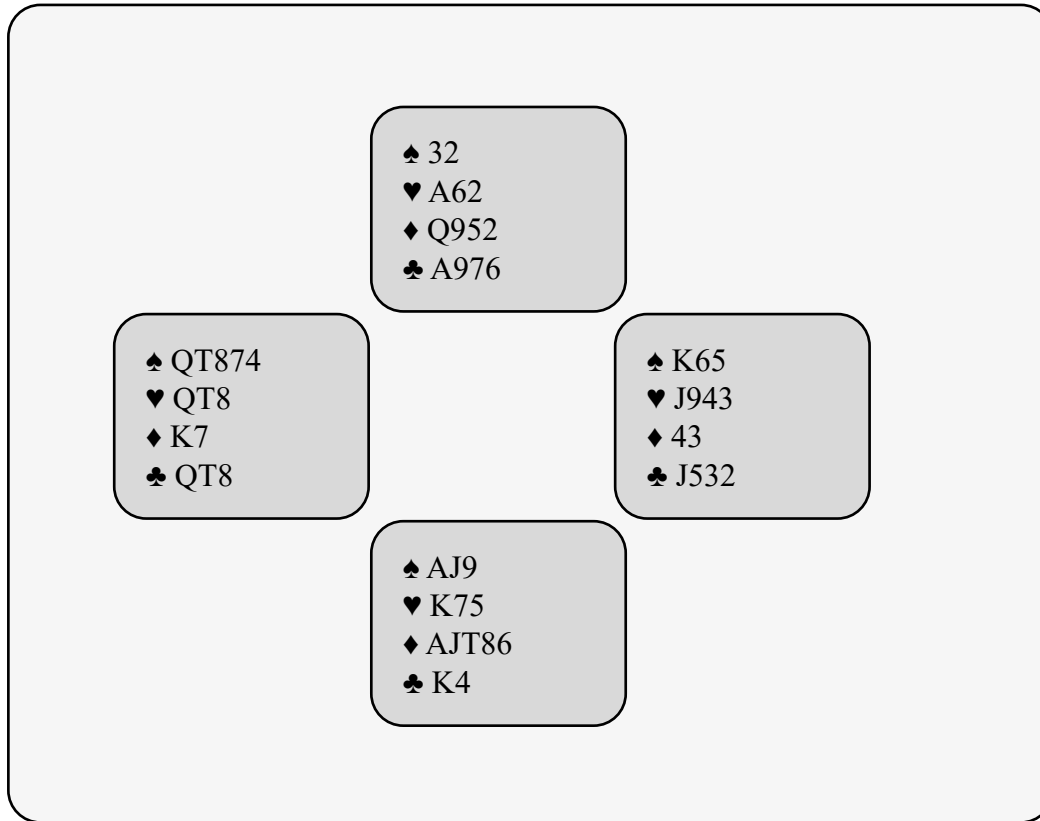 ♠ 32
♥ A62
♦ Q952
♣ A976
♠ QT874
♥ QT8
♦ K7
♣ QT8
♠ K65
♥ J943
♦ 43
♣ J532
♠ AJ9
♥ K75
♦ AJT86
♣ K4